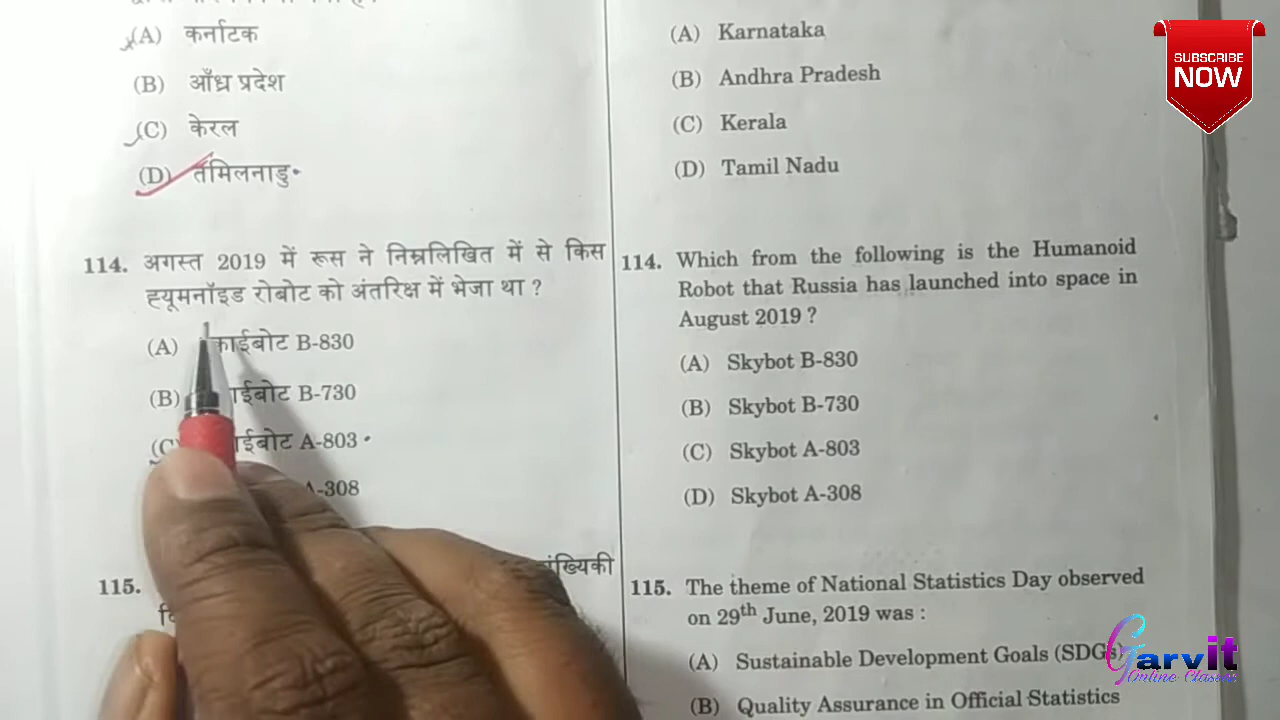 (A) कर्नाटक
(B) आँध्र प्रदेश
(C) केरल
(D) तमिलनाडु
114. अगस्त 2019 में रूस ने निम्नलिखित में से किस
ह्यूमनॉइड रोबोट को अंतरिक्ष में भेजा था ?
(A) काईबोट B-830
(B) ाईबोट B-730
(C) ाईबोट A-803
A-308
115.
(A) Karnataka
(B) Andhra Pradesh
(C) Kerala
(D) Tamil Nadu
114. Which from the following is the Humanoid
Robot that Russia has launched into space in
August 2019 ?
(A) Skybot B-830
(B) Skybot B-730
(C) Skybot A-803
(D) Skybot A-308
115. The theme of National Statistics Day observed
on 29th June, 2019 was :
(A) Sustainable Development Goals (SDGs)
(B) Quality Assurance in Official Statistics
SUBSCRIBE
NOW
Garvit
Online Classes